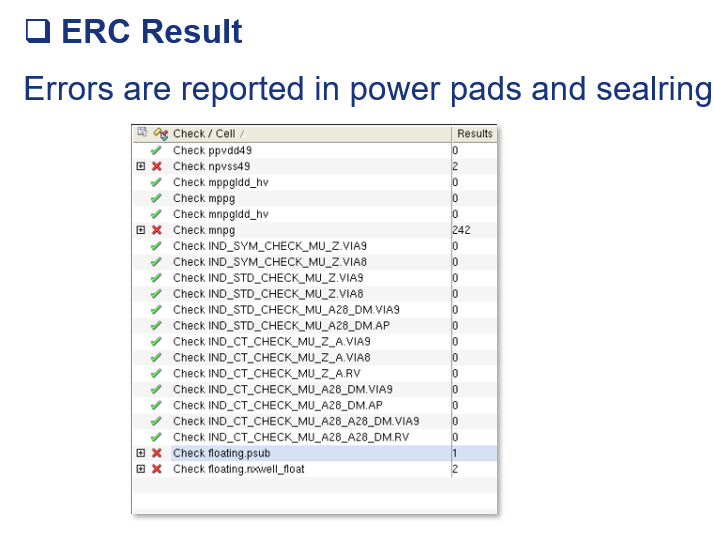 ERC Result
Errors are reported in power pads and sealring
Check / Cell Results
Check ppvdd49 0
Check npvss49 2
Check mppgldd_hv 0
Check mppg 0
Check mnpgldd_hv 0
Check mnpg 242
Check IND_SYM_CHECK_MU_Z.VIA9 0
Check IND_SYM_CHECK_MU_Z.VIA8 0
Check IND_STD_CHECK_MU_Z.VIA9 0
Check IND_STD_CHECK_MU_Z.VIA8 0
Check IND_STD_CHECK_MU_A28_DM.VIA9 0
Check IND_STD_CHECK_MU_A28_DM.AP 0
Check IND_CT_CHECK_MU_Z_A.VIA9 0
Check IND_CT_CHECK_MU_Z_A.VIA8 0
Check IND_CT_CHECK_MU_Z_A.RV 0
Check IND_CT_CHECK_MU_A28_DM.VIA9 0
Check IND_CT_CHECK_MU_A28_DM.AP 0
Check IND_CT_CHECK_MU_A28_A28_DM.VIA9 0
Check IND_CT_CHECK_MU_A28_A28_DM.RV 0
Check floating.psub 1
Check floating.nxwell_float 2